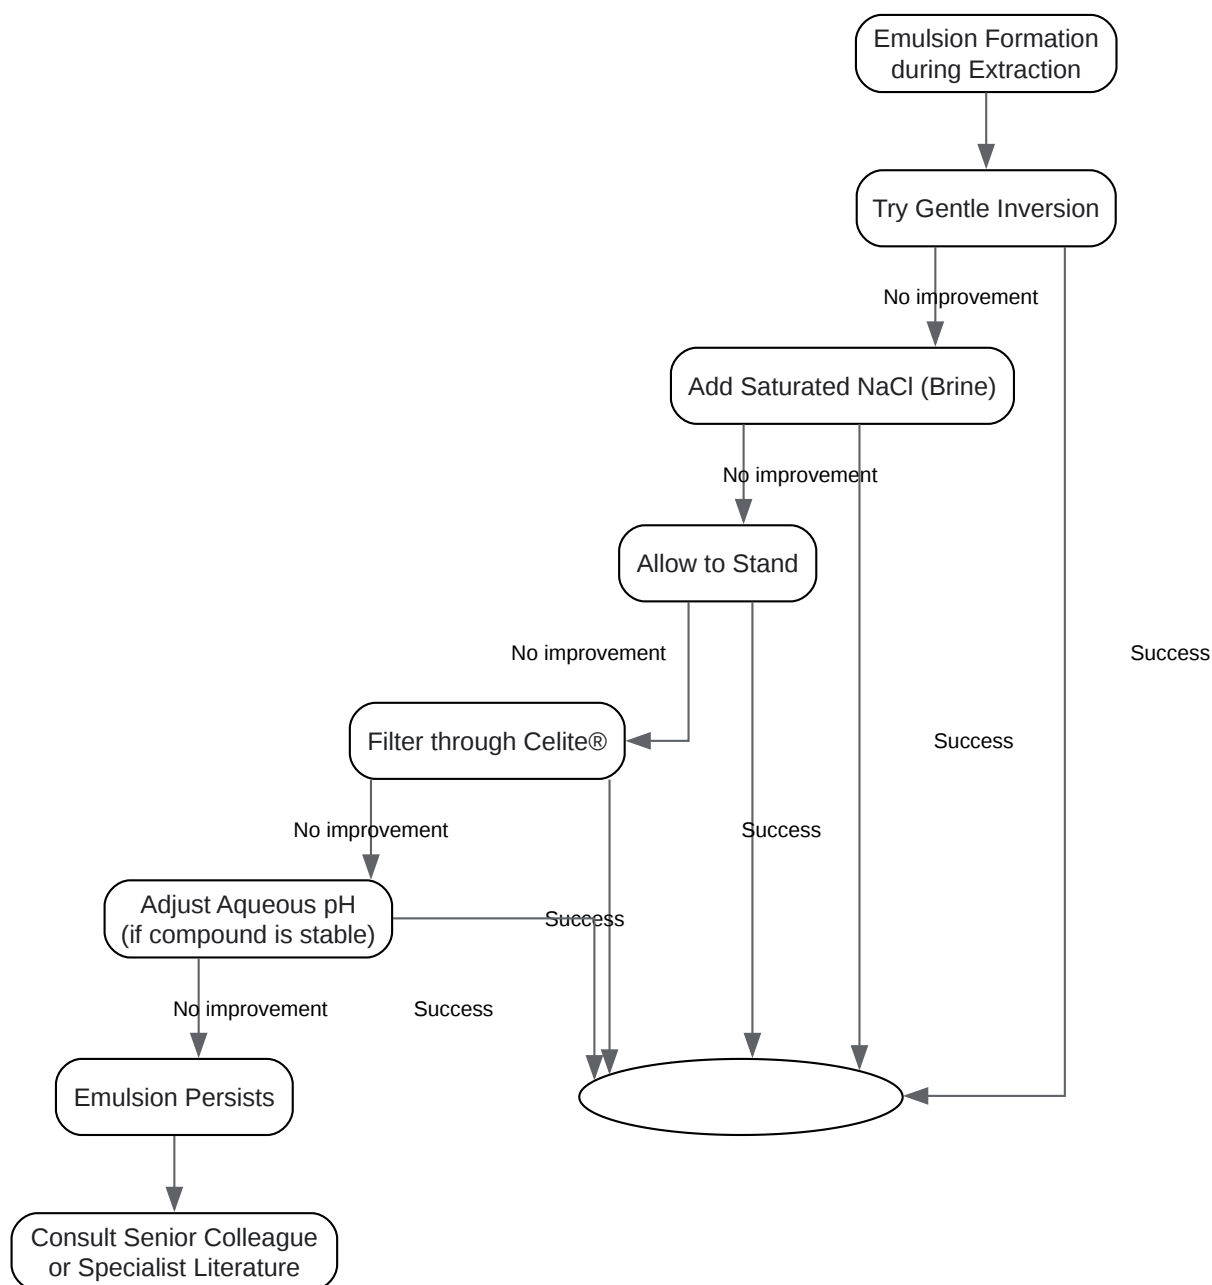 Emulsion Formation
during Extraction
Try Gentle Inversion
No improvement
Add Saturated NaCl (Brine)
No improvement
Allow to Stand
No improvement
Success
Filter through Celite®
Success
No improvement
Success
Adjust Aqueous pH
(if compound is stable)
Success
No improvement
Success
Emulsion Persists
Consult Senior Colleague
or Specialist Literature